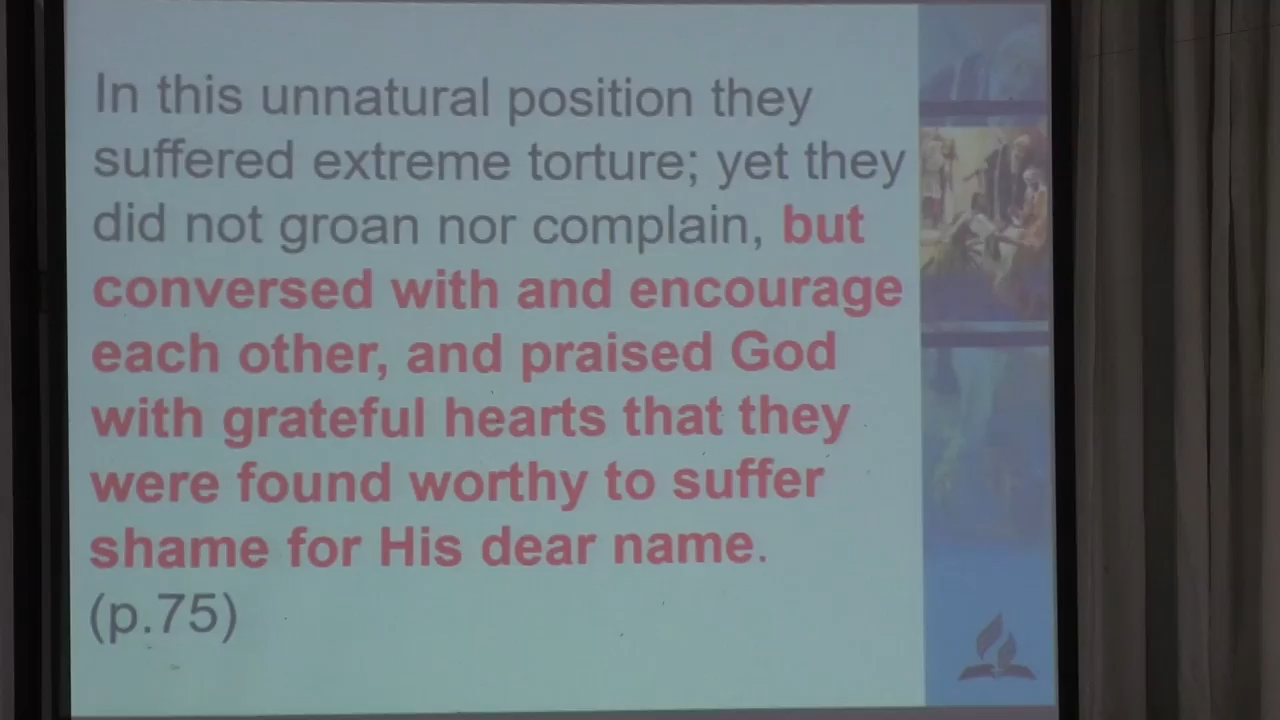 In this unnatural position they
suffered extreme torture; yet they
did not groan nor complain, but
conversed with and encourage
each other, and praised God
with grateful hearts that they
were found worthy to suffer
shame for His dear name.
(p.75)